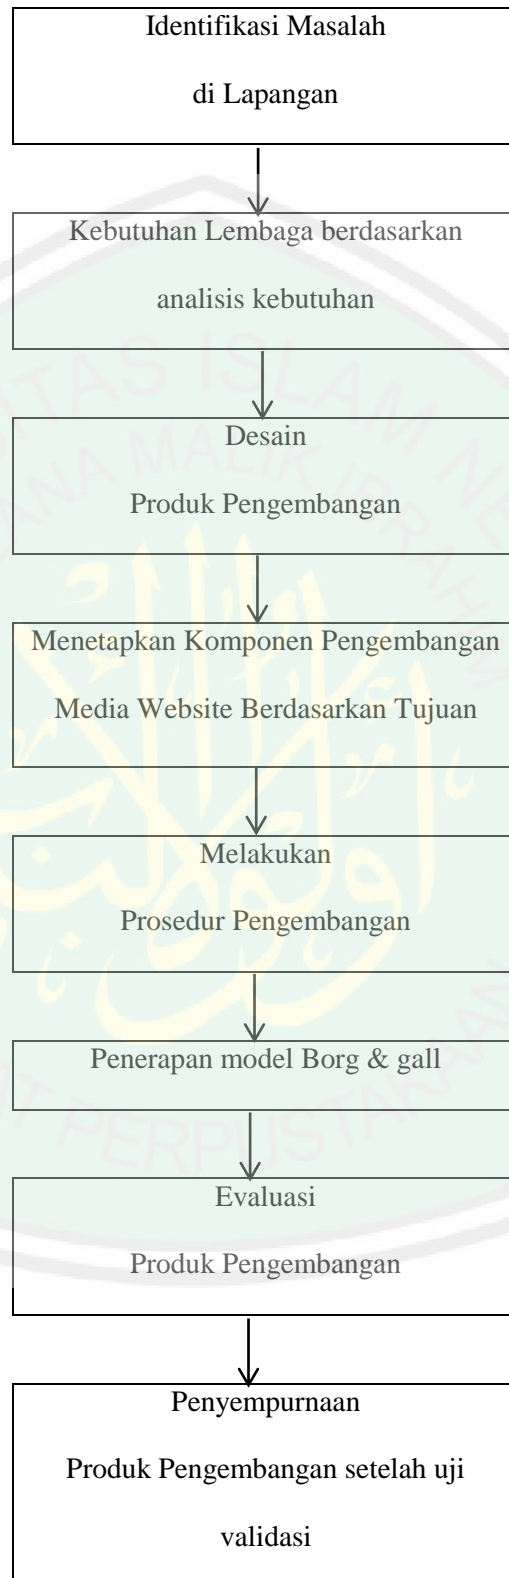 Identifikasi Masalah
di Lapangan
Kebutuhan Lembaga berdasarkan
analisis kebutuhan
Desain
Produk Pengembangan
Menetapkan Komponen Pengembangan
Media Website Berdasarkan Tujuan
Melakukan
Prosedur Pengembangan
Penerapan model Borg & gall
Evaluasi
Produk Pengembangan
Penyempurnaan
Produk Pengembangan setelah uji
validasi